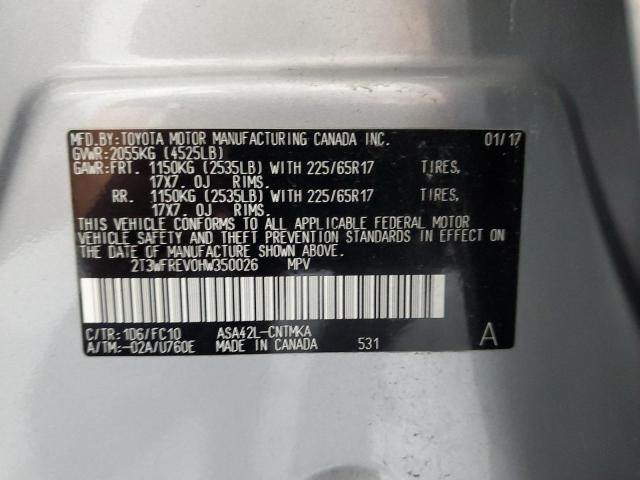 MFD.BY:TOYOTA MOTOR MANUFACTURING CANADA INC. 01/17
GVWR:2055KG (4525LB)
GAWR:FRT. 1150KG (2535LB) WITH 225/65R17 TIRES,
17X7.0J RIMS.
RR. 1150KG (2535LB) WITH 225/65R17 TIRES,
17X7.0J RIMS.
THIS VEHICLE CONFORMS TO ALL APPLICABLE FEDERAL MOTOR
VEHICLE SAFETY AND THEFT PREVENTION STANDARDS IN EFFECT
ON THE DATE OF MANUFACTURE SHOWN ABOVE.
2T3WFREV0HW350026 MPV
C/TR:1D6/FC10 ASA42L-CNTMKA
A/TM:-02A/U760E MADE IN CANADA 531 A